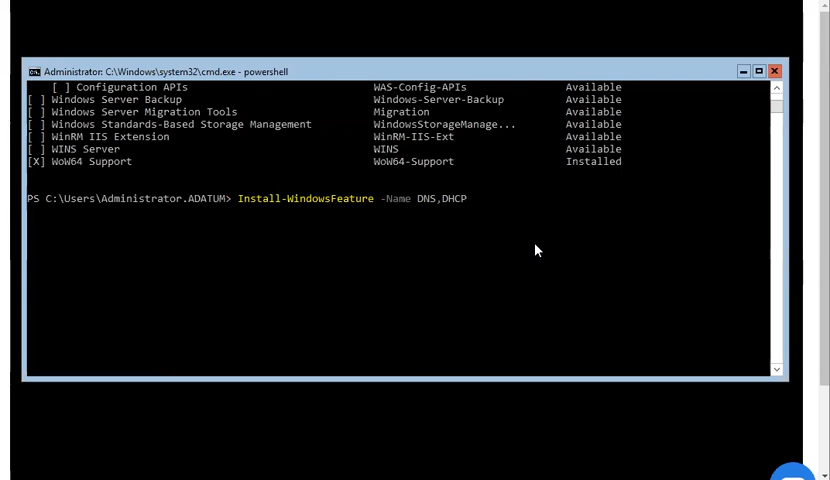 Administrator: C:\Windows\system32\cmd.exe - powershell
[ ] Configuration APIs WAS-Config-APIs Available
[ ] Windows Server Backup Windows-Server-Backup Available
[ ] Windows Server Migration Tools Migration Available
[ ] Windows Standards-Based Storage Management WindowsStorageManage... Available
[ ] WinRM IIS Extension WinRM-IIS-Ext Available
[ ] WINS Server WINS Available
[X] WoW64 Support WoW64-Support Installed
PS C:\Users\Administrator.ADATUM> Install-WindowsFeature -Name DNS,DHCP